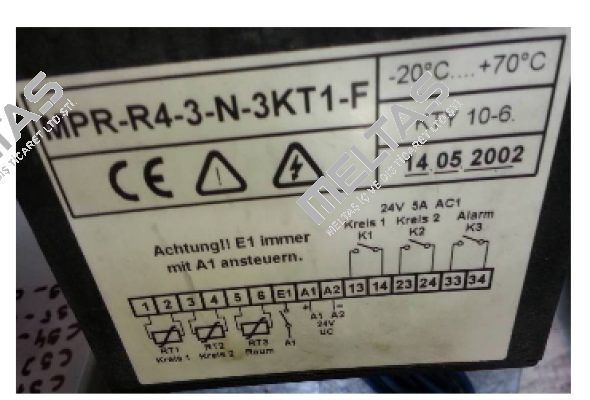 MPR-R4-3-N-3KT1-F
-20°C.... +70°C
KTY 10-6.
14.05.2002
CE
24V 5A AC1
Kreis 1 Kreis 2 Alarm
K1 K2 K3
Achtung!! E1 immer
mit A1 ansteuern.
1 2 3 4 5 6 E1 A1 A2 13 14 23 24 33 34
+ −
A1 A2
24V
UC
RT1 RT2 RT3 A1
Kreis 1 Kreis 2 Raum
MELTAS
MELTAS
MELTAS